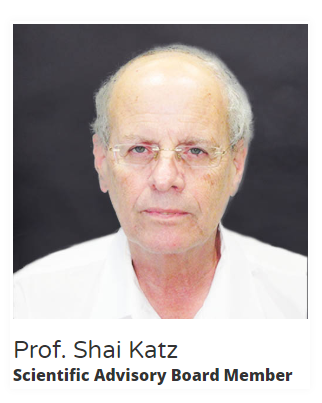 Prof. Shai Katz
Scientific Advisory Board Member